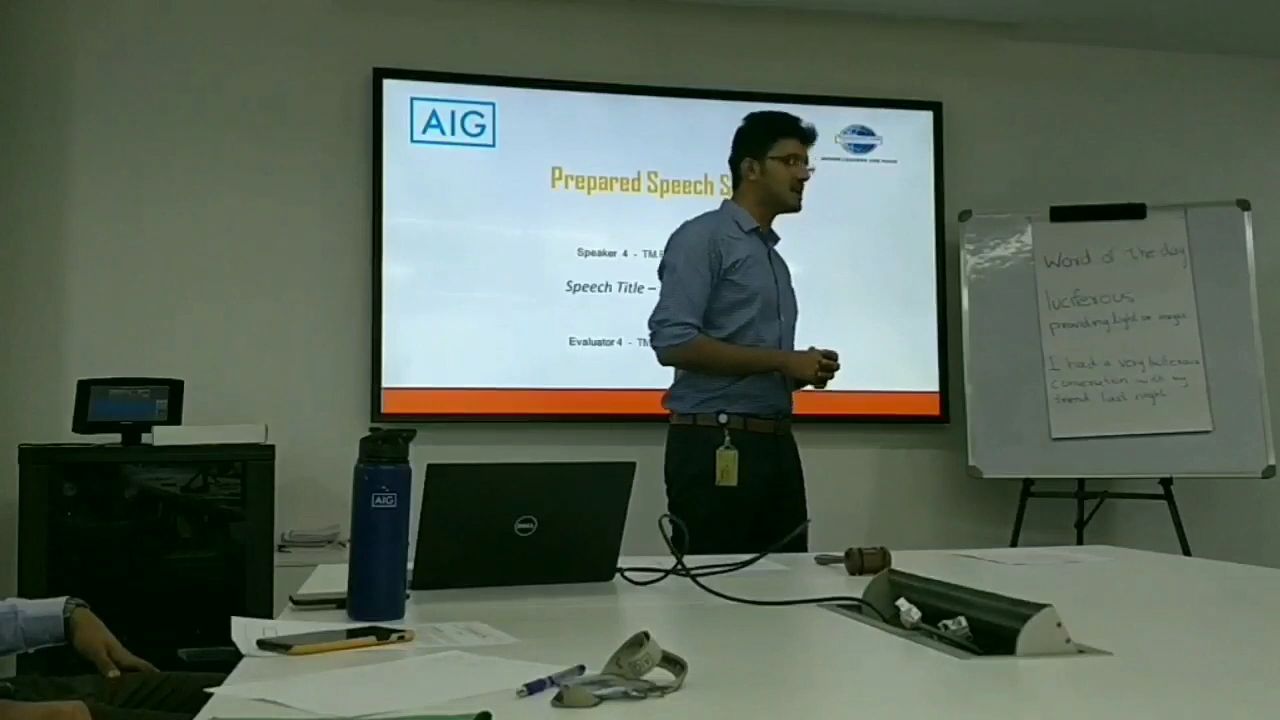 AIG
Prepared Speech S
Speaker 4 - TM
Speech Title –
Evaluator 4 - TM
Word of The day
luciferous
providing light or insight
I had a very luciferous
conversation with my
friend last night
AIG
DELL